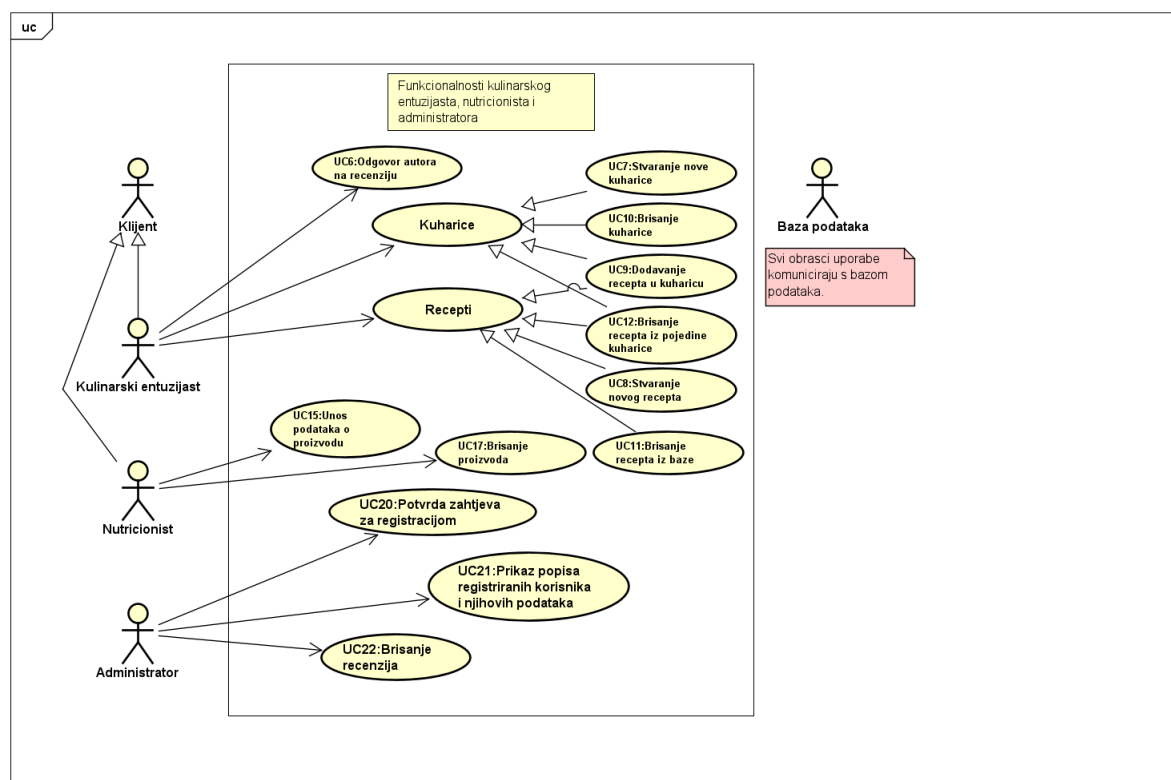 uc
Funkcionalnosti kulinarskog
entuzijasta, nutricionista i
administratora
UC6:Odgovor autora
na recenziju
UC7:Stvaranje nove
kuharice
Klijent
Kuharice
UC10:Brisanje
kuharice
Baza podataka
Svi obrasci uporabe
komuniciraju s bazom
podataka.
UC9:Dodavanje
recepta u kuharicu
Recepti
UC12:Brisanje
recepta iz pojedine
kuharice
Kulinarski entuzijast
UC8:Stvaranje
novog recepta
UC15:Unos
podataka o
proizvodu
UC17:Brisanje
proizvoda
UC11:Brisanje
recepta iz baze
Nutricionist
UC20:Potvrda zahtjeva
za registracijom
UC21:Prikaz popisa
registriranih korisnika
i njihovih podataka
Administrator
UC22:Brisanje
recenzija